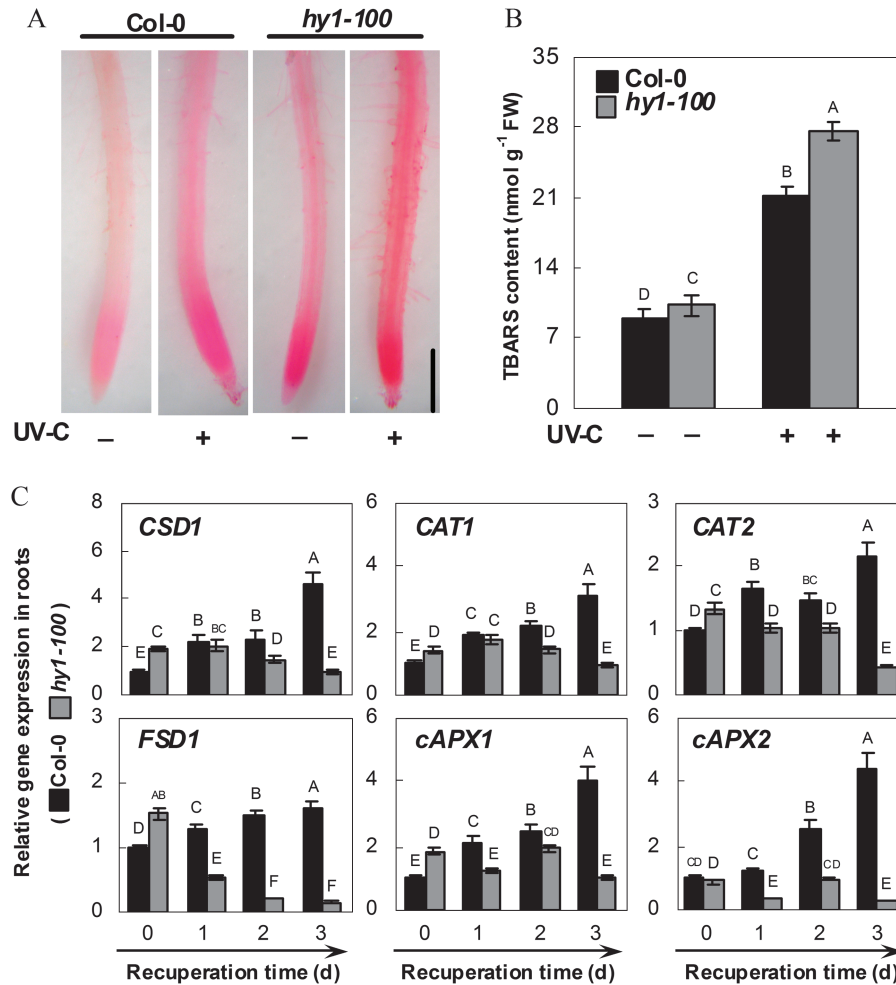 A
Col-0 hy1-100
UV-C – + – +
B
TBARS content (nmol g-1 FW)
35
28
21
14
7
0
Col-0
hy1-100
D C B A
UV-C – – + +
C
Relative gene expression in roots
( Col-0 hy1-100 )
CSD1
8
6
4
2
0
E C B BC B D A E
CAT1
6
4
2
0
E D C C B D A E
CAT2
3
2
1
0
D C B D BC D A E
FSD1
3
2
1
0
D AB C E B F A F
cAPX1
6
4
2
0
E D C E B CD A E
cAPX2
6
4
2
0
CD D C E B CD A E
0 1 2 3
Recuperation time (d)
0 1 2 3
Recuperation time (d)
0 1 2 3
Recuperation time (d)